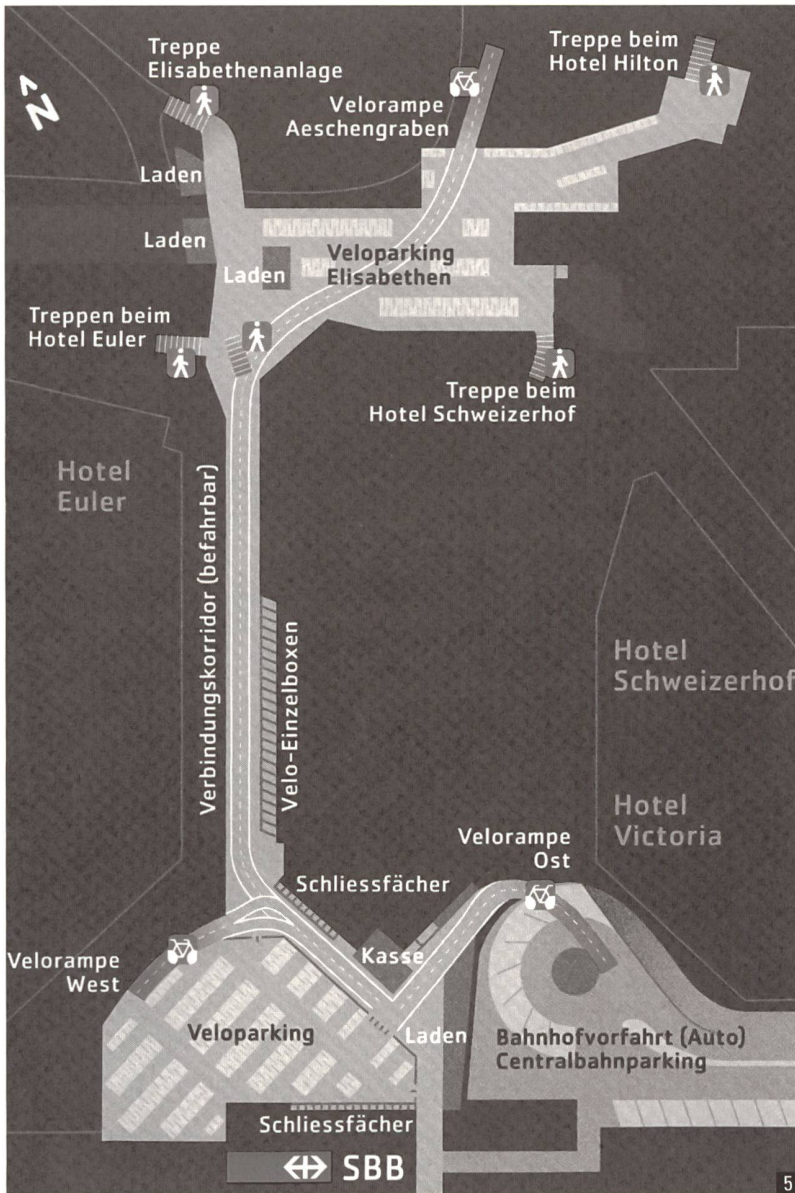 Treppe
Elisabethenanlage
Treppe beim
Hotel Hilton
Velorampe
Aeschengraben
N
Laden
Laden
Laden
Veloparking
Elisabethen
Treppen beim
Hotel Euler
Treppe beim
Hotel Schweizerhof
Hotel
Euler
Verbindungskorridor (befahrbar)
Velo-Einzelboxen
Hotel
Schweizerhof
Hotel
Victoria
Velorampe
Ost
Schliessfächer
Kasse
Velorampe
West
Veloparking
Laden
Bahnhofvorfahrt (Auto)
Centralbahnparking
Schliessfächer
SBB
5